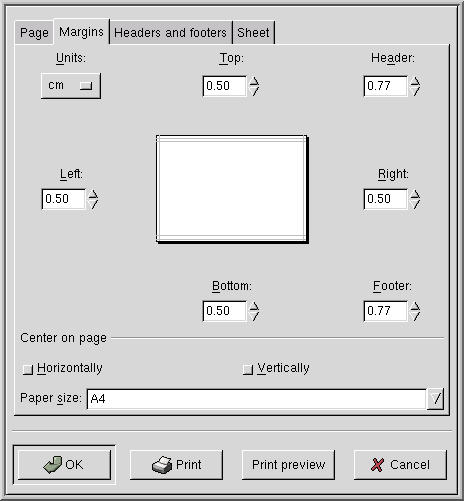 Page Margins Headers and footers Sheet
Units: Top: Header:
cm 0.50 0.77
Left: Right:
0.50 0.50
Bottom: Footer:
0.50 0.77
Center on page
Horizontally Vertically
Paper size: A4
OK Print Print preview Cancel